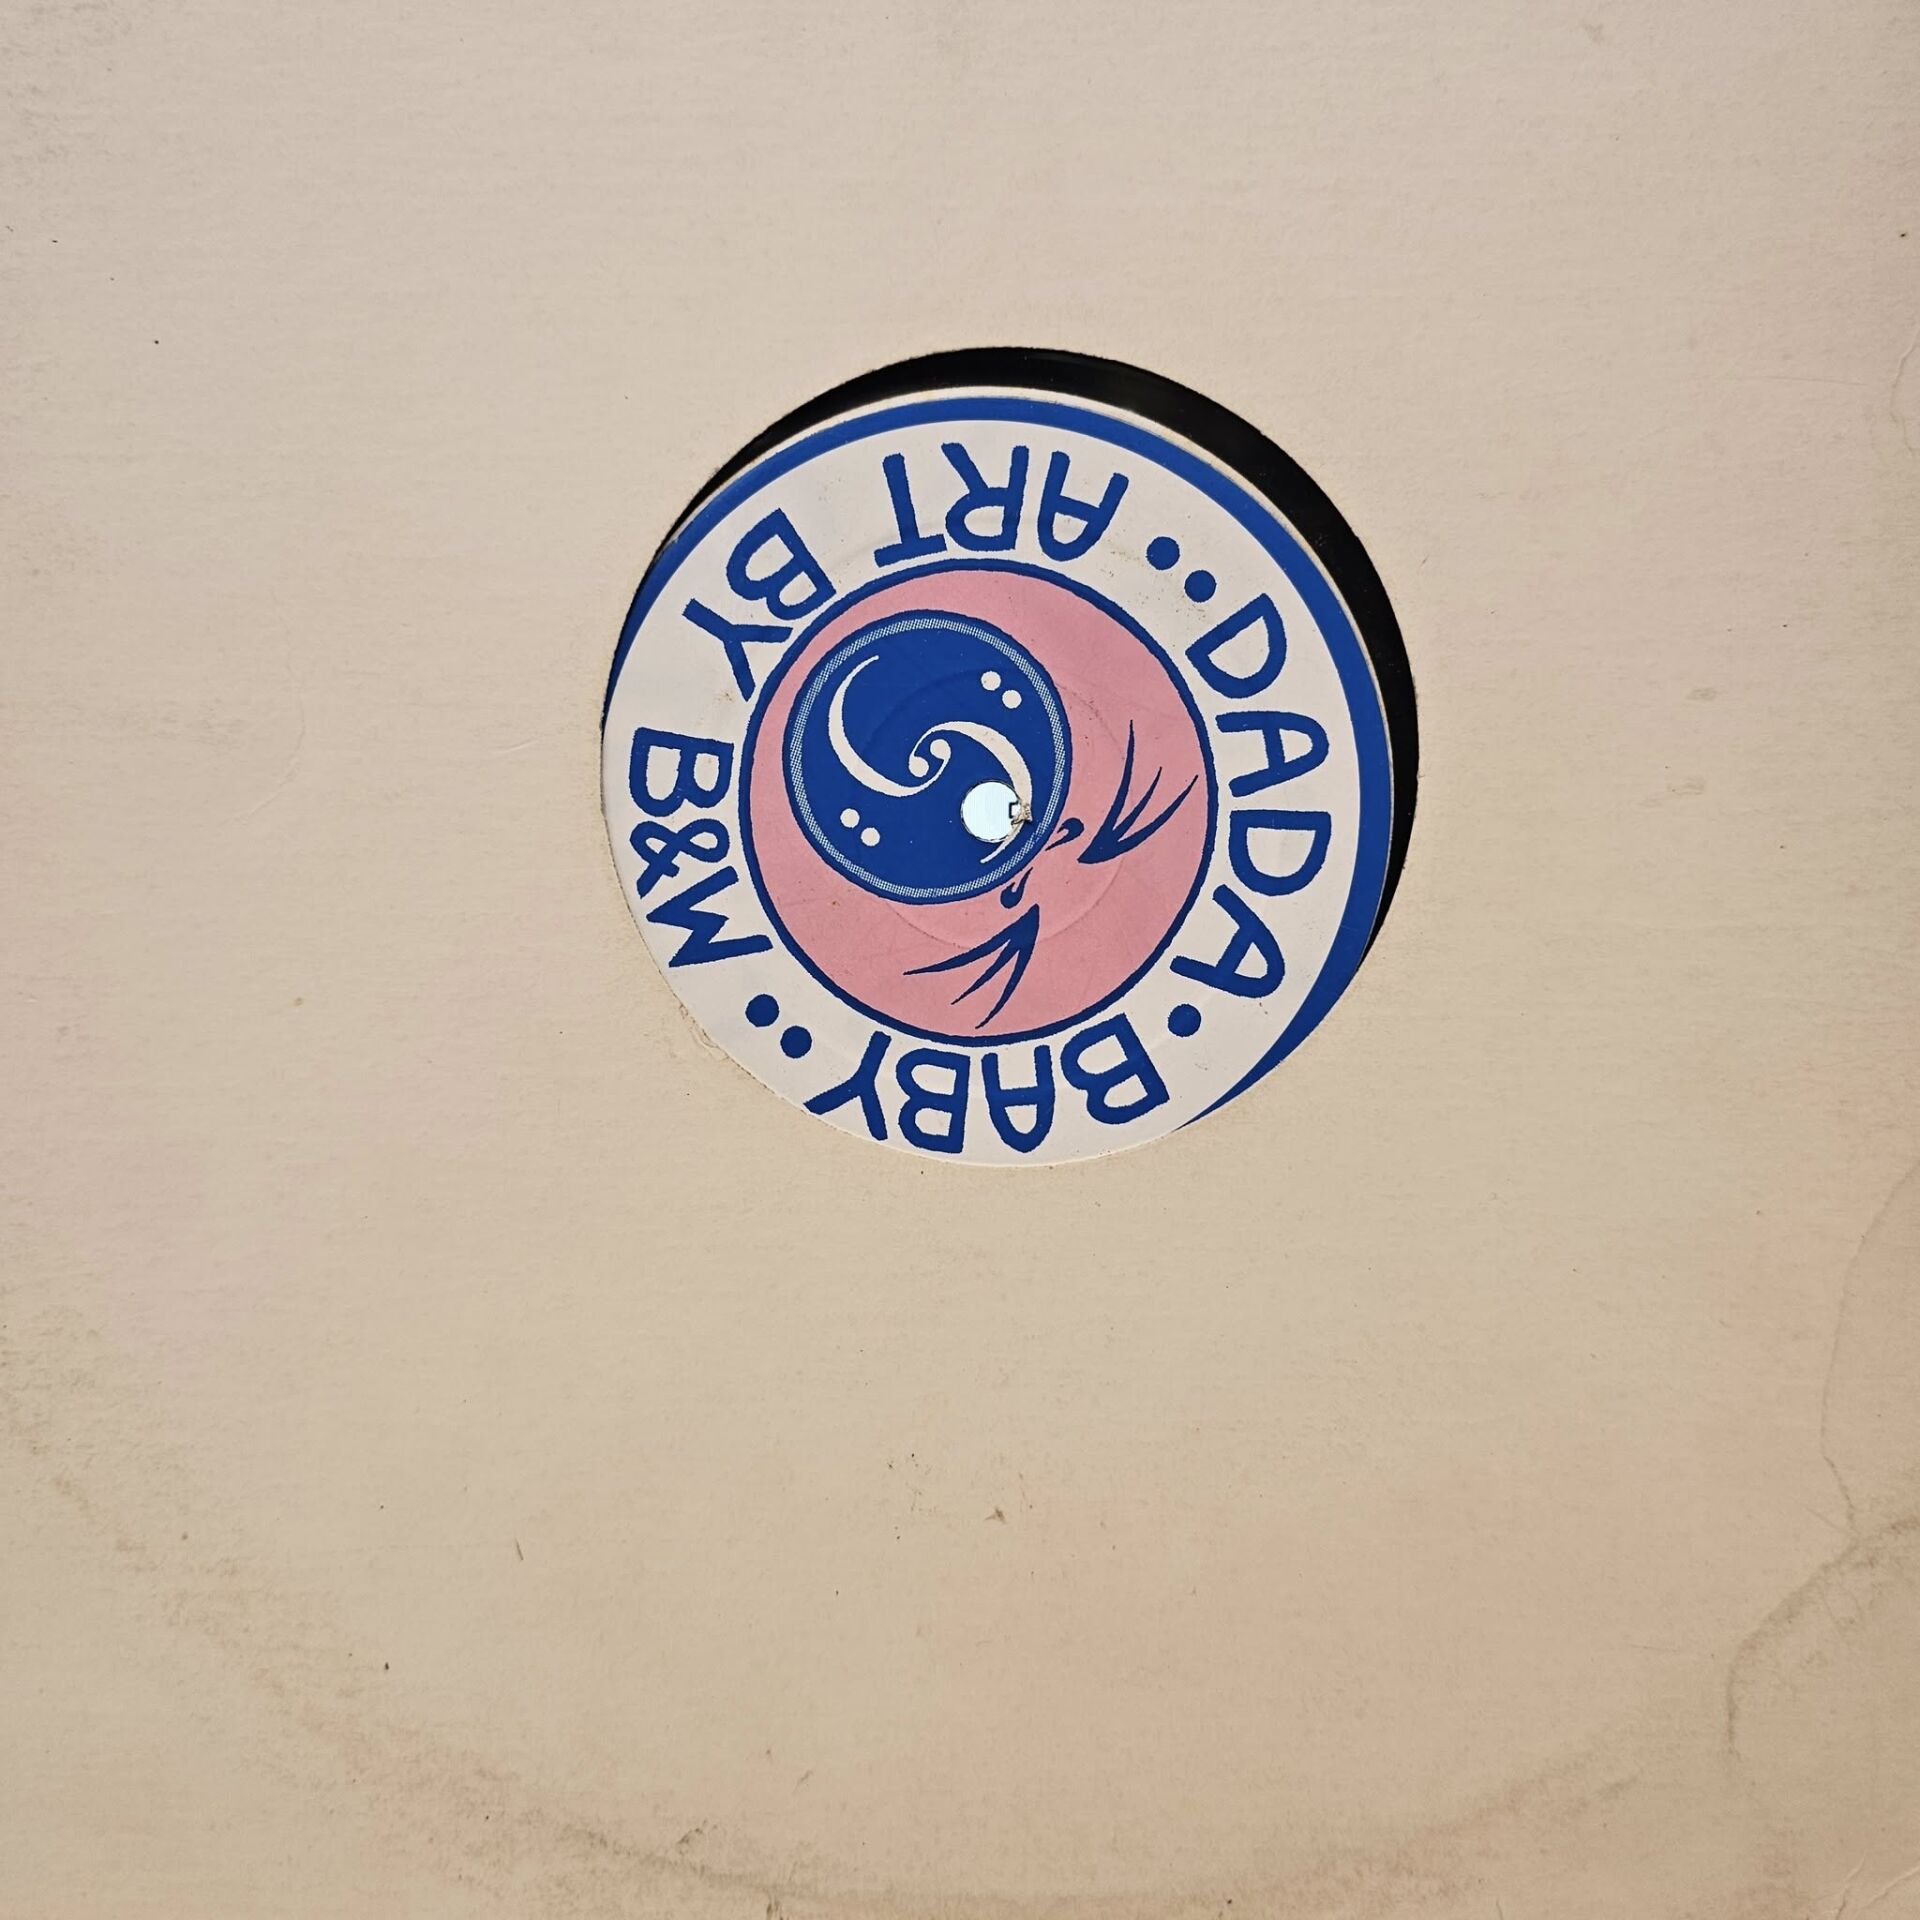 DADA • BABY ••
ART BY B&W ••